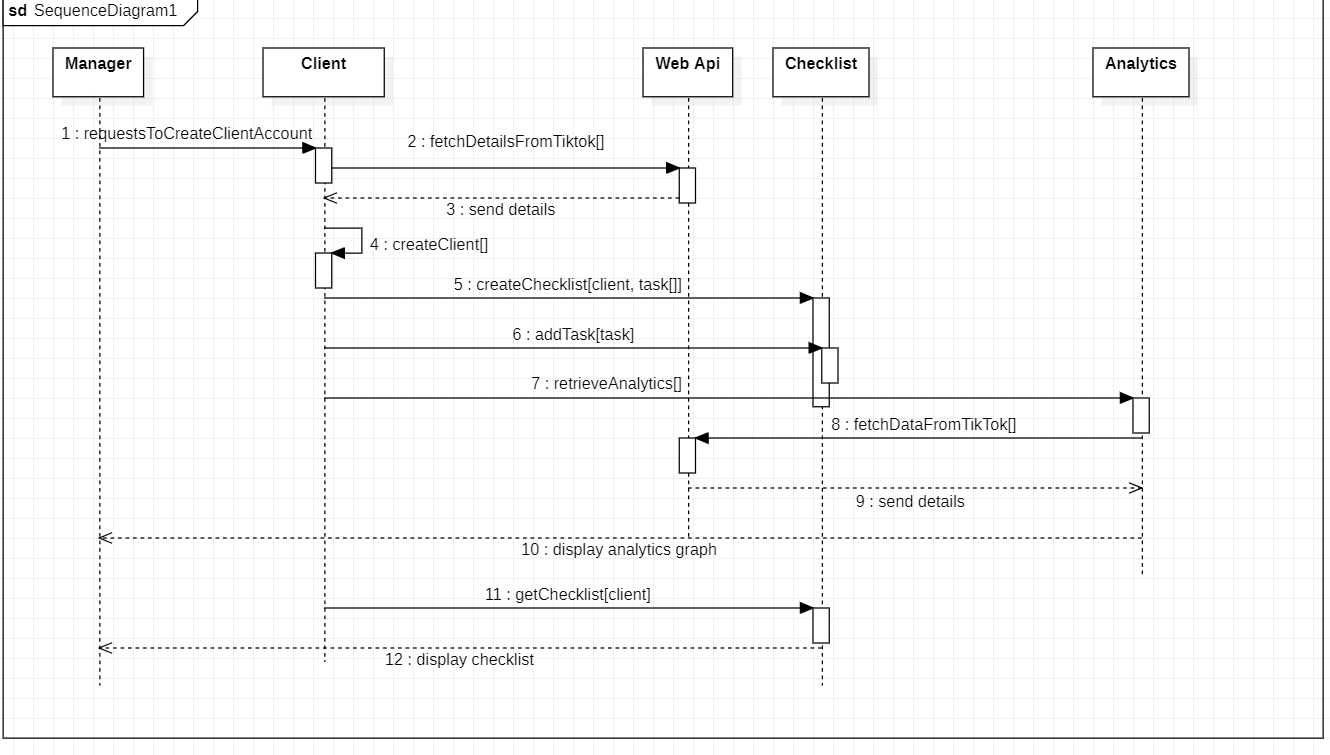 sd SequenceDiagram1
Manager
Client
Web Api
Checklist
Analytics
1 : requestsToCreateClientAccount
2 : fetchDetailsFromTiktok[]
3 : send details
4 : createClient[]
5 : createChecklist[client, task[]]
6 : addTask[task]
7 : retrieveAnalytics[]
8 : fetchDataFromTikTok[]
9 : send details
10 : display analytics graph
11 : getChecklist[client]
12 : display checklist